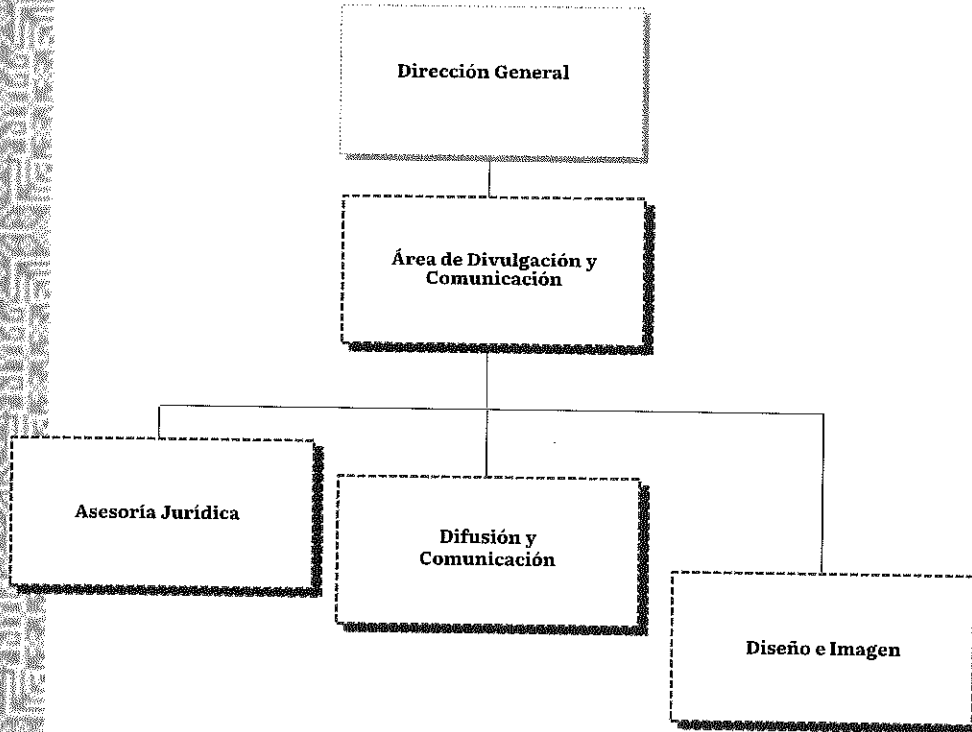 Dirección General
Área de Divulgación y
Comunicación
Asesoría Jurídica
Difusión y
Comunicación
Diseño e Imagen